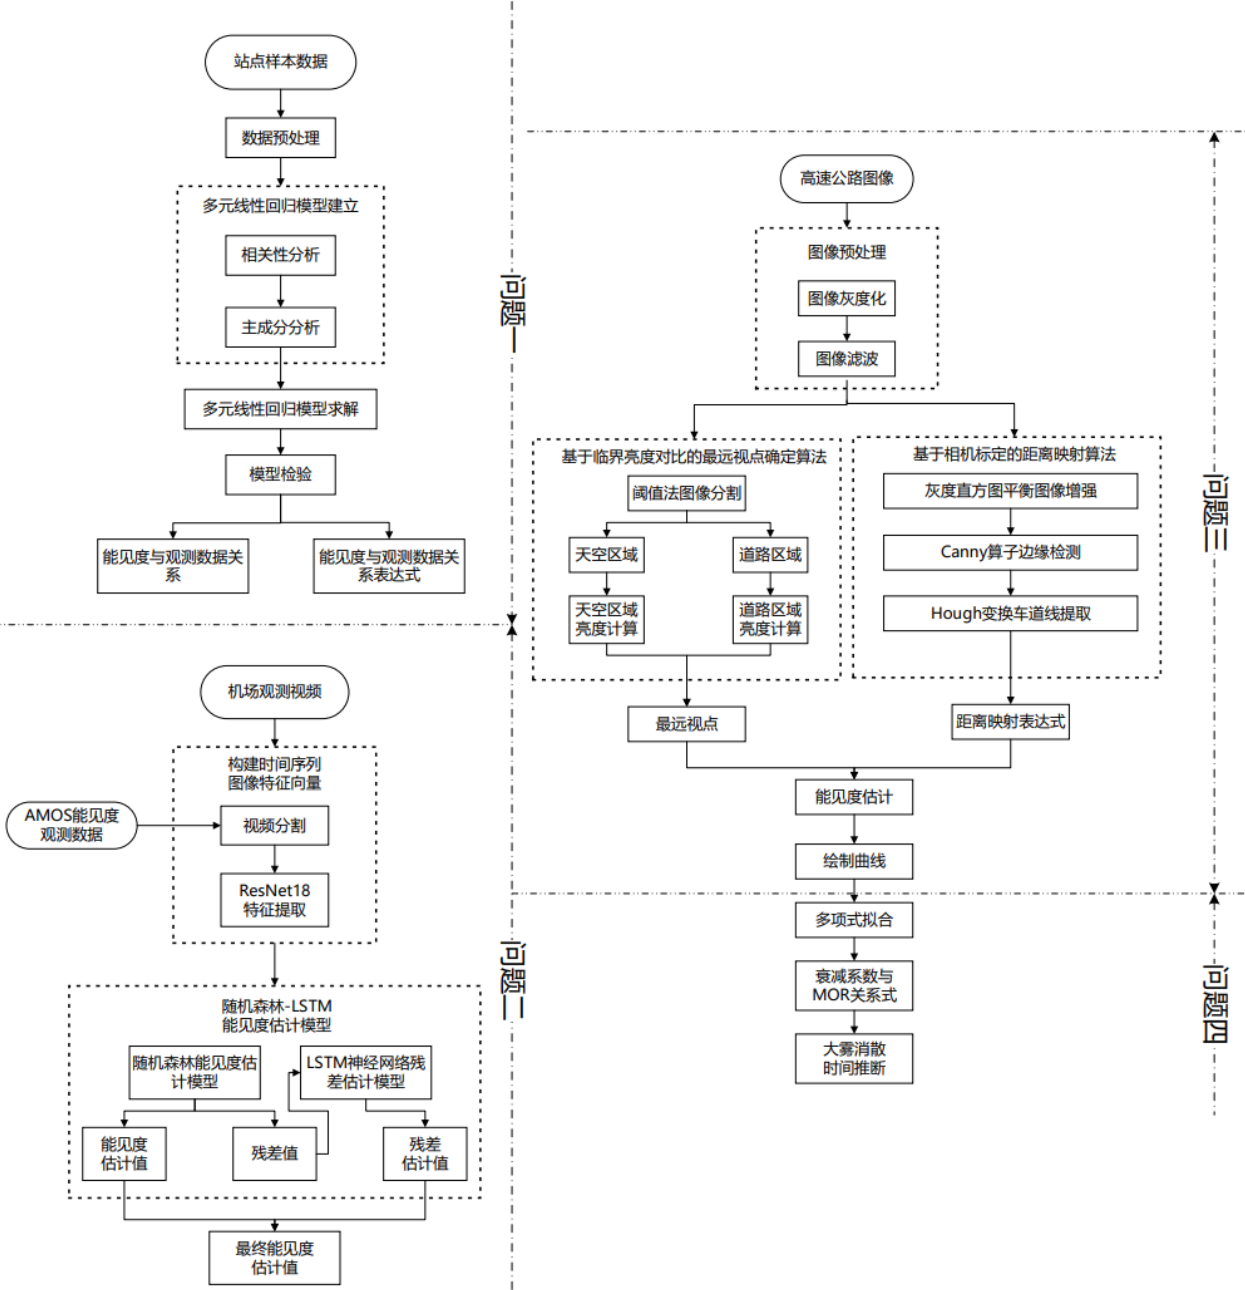 站点样本数据
数据预处理
多元线性回归模型建立
相关性分析
主成分分析
多元线性回归模型求解
模型检验
能见度与观测数据关
系
能见度与观测数据关
系表达式
问题一
机场观测视频
构建时间序列
图像特征向量
AMOS能见度
观测数据
视频分割
ResNet18
特征提取
随机森林-LSTM
能见度估计模型
随机森林能见度估
计模型
LSTM神经网络残
差估计模型
能见度
估计值
残差值
残差
估计值
最终能见度
估计值
问题二
高速公路图像
图像预处理
图像灰度化
图像滤波
基于临界亮度对比的最远视点确定算法
阈值法图像分割
天空区域
道路区域
天空区域
亮度计算
道路区域
亮度计算
最远视点
基于相机标定的距离映射算法
灰度直方图平衡图像增强
Canny算子边缘检测
Hough变换车道线提取
距离映射表达式
能见度估计
绘制曲线
问题三
多项式拟合
衰减系数与
MOR关系式
大雾消散
时间推断
问题四